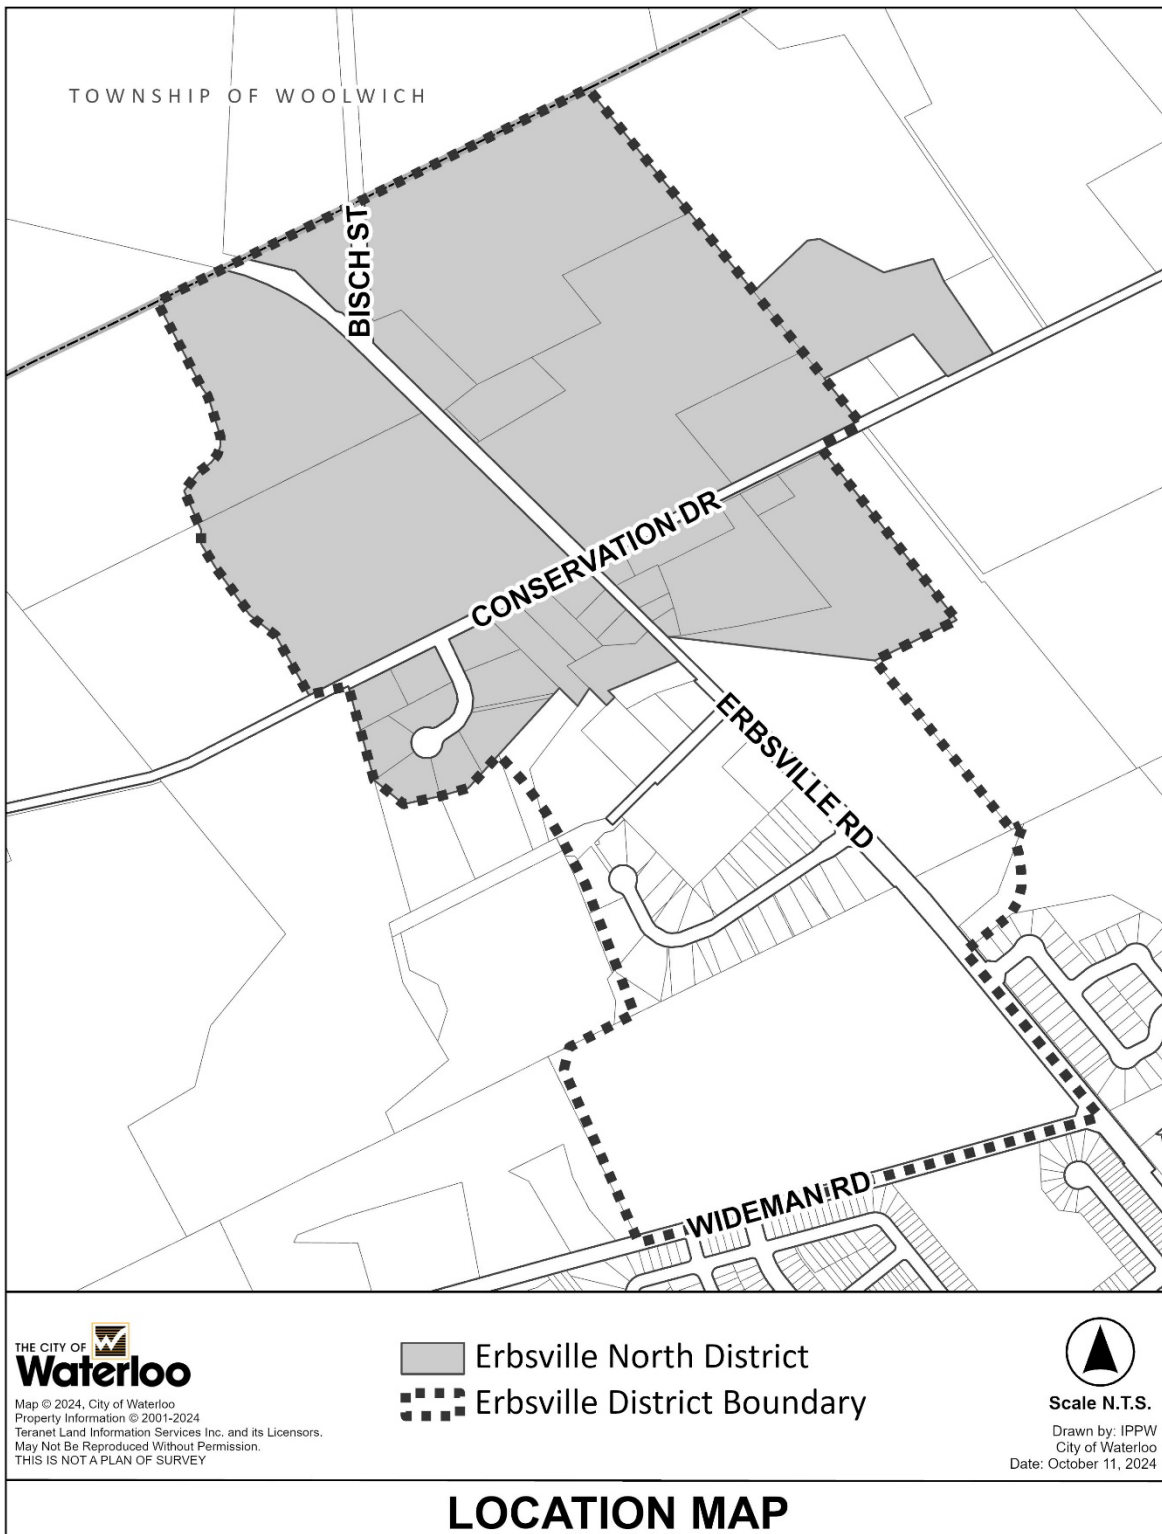 TOWNSHIP OF WOOLWICH
BISCH ST
CONSERVATION DR
ERBSVILLE RD
WIDEMAN RD
THE CITY OF
Waterloo
Map © 2024, City of Waterloo
Property Information © 2001-2024
Teranet Land Information Services Inc. and its Licensors.
May Not Be Reproduced Without Permission.
THIS IS NOT A PLAN OF SURVEY
Erbsville North District
Erbsville District Boundary
Scale N.T.S.
Drawn by: IPPW
City of Waterloo
Date: October 11, 2024
LOCATION MAP